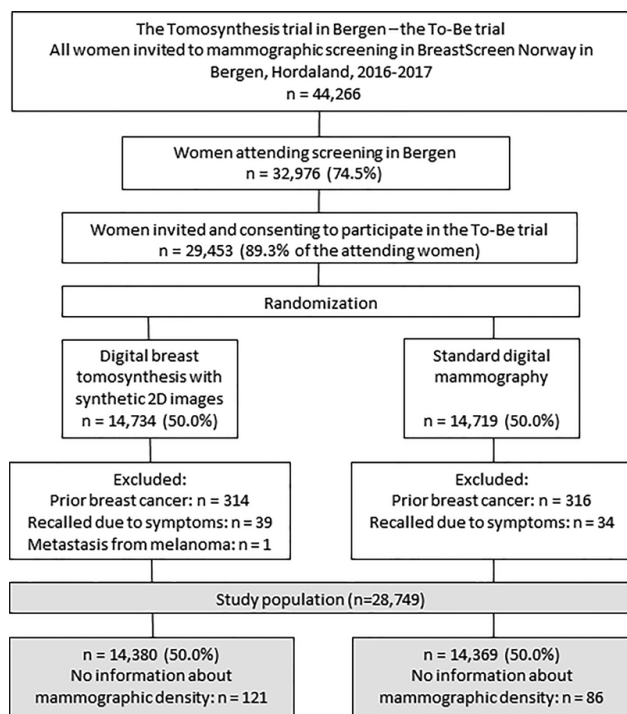 The Tomosynthesis trial in Bergen – the To-Be trial
All women invited to mammographic screening in BreastScreen Norway in
Bergen, Hordaland, 2016-2017
n = 44,266
Women attending screening in Bergen
n = 32,976 (74.5%)
Women invited and consenting to participate in the To-Be trial
n = 29,453 (89.3% of the attending women)
Randomization
Digital breast
tomosynthesis with
synthetic 2D images
n = 14,734 (50.0%)
Standard digital
mammography
n = 14,719 (50.0%)
Excluded:
Prior breast cancer: n = 314
Recalled due to symptoms: n = 39
Metastasis from melanoma: n = 1
Excluded:
Prior breast cancer: n = 316
Recalled due to symptoms: n = 34
Study population (n=28,749)
n = 14,380 (50.0%)
No information about
mammographic density: n = 121
n = 14,369 (50.0%)
No information about
mammographic density: n = 86